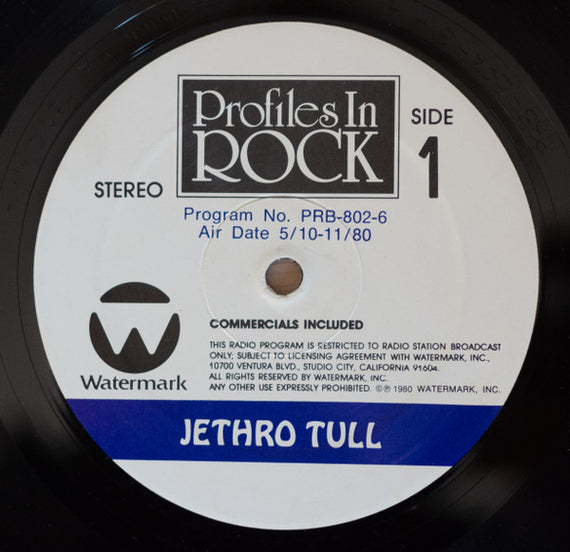 Profiles In
ROCK
SIDE
1
STEREO
Program No. PRB-802-6
Air Date 5/10-11/80
W
Watermark
COMMERCIALS INCLUDED
THIS RADIO PROGRAM IS RESTRICTED TO RADIO STATION BROADCAST
ONLY; SUBJECT TO LICENSING AGREEMENT WITH WATERMARK, INC.,
10700 VENTURA BLVD., STUDIO CITY, CALIFORNIA 91604.
ALL RIGHTS RESERVED BY WATERMARK, INC.
ANY OTHER USE EXPRESSLY PROHIBITED. ©℗ 1980 WATERMARK, INC.
JETHRO TULL